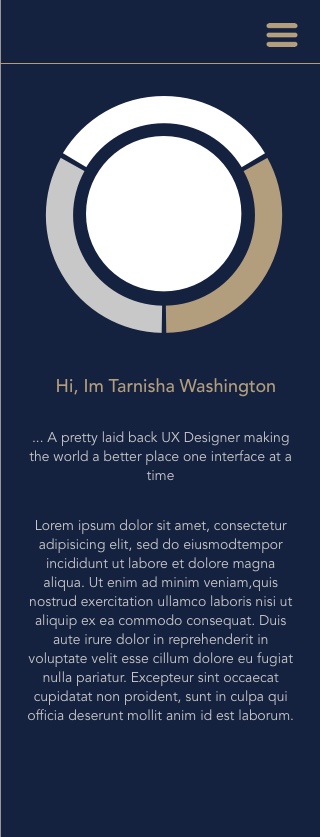 Hi, Im Tarnisha Washington
... A pretty laid back UX Designer making
the world a better place one interface at a
time
Lorem ipsum dolor sit amet, consectetur
adipisicing elit, sed do eiusmodtempor
incididunt ut labore et dolore magna
aliqua. Ut enim ad minim veniam,quis
nostrud exercitation ullamco laboris nisi ut
aliquip ex ea commodo consequat. Duis
aute irure dolor in reprehenderit in
voluptate velit esse cillum dolore eu fugiat
nulla pariatur. Excepteur sint occaecat
cupidatat non proident, sunt in culpa qui
officia deserunt mollit anim id est laborum.